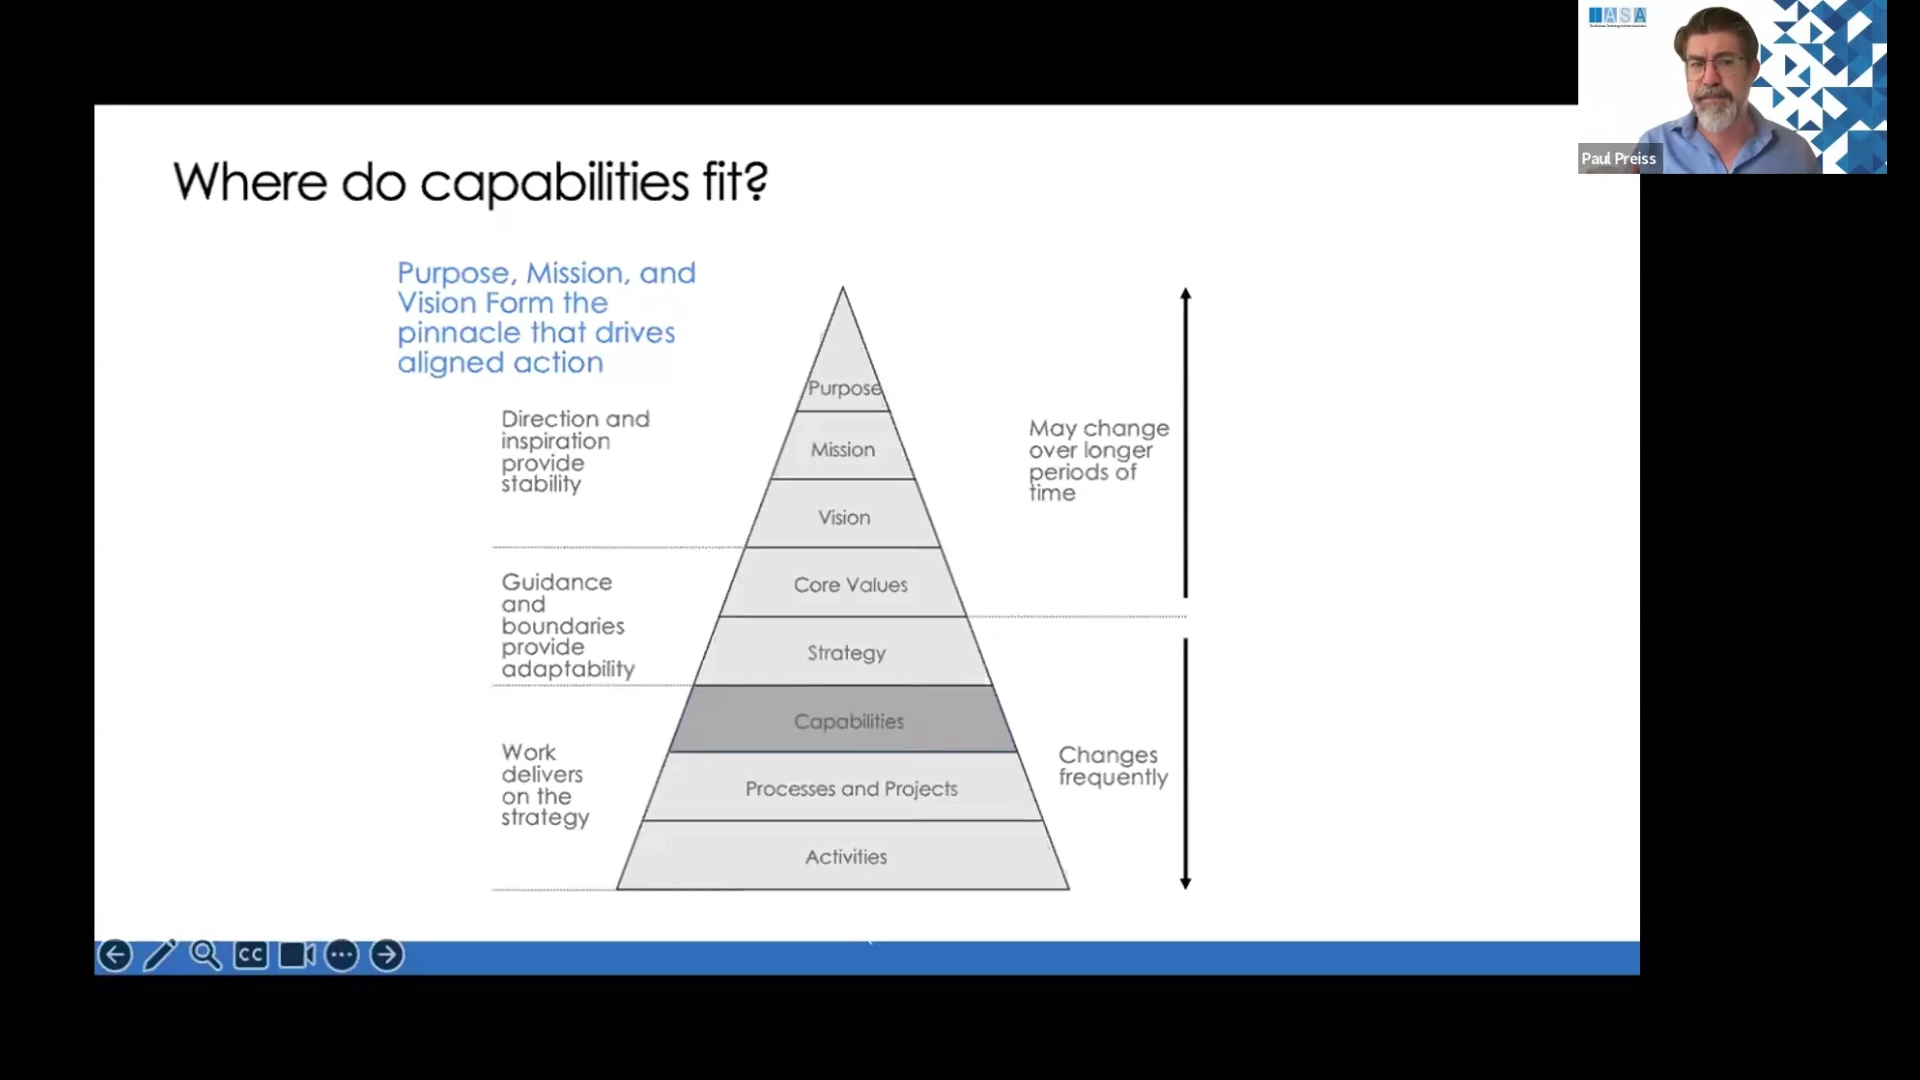 IASA
Paul Preiss
Where do capabilities fit?
Purpose, Mission, and
Vision Form the
pinnacle that drives
aligned action
Direction and
inspiration
provide
stability
Guidance
and
boundaries
provide
adaptability
Work
delivers
on the
strategy
Purpose
Mission
Vision
Core Values
Strategy
Capabilities
Processes and Projects
Activities
May change
over longer
periods of
time
Changes
frequently
CC